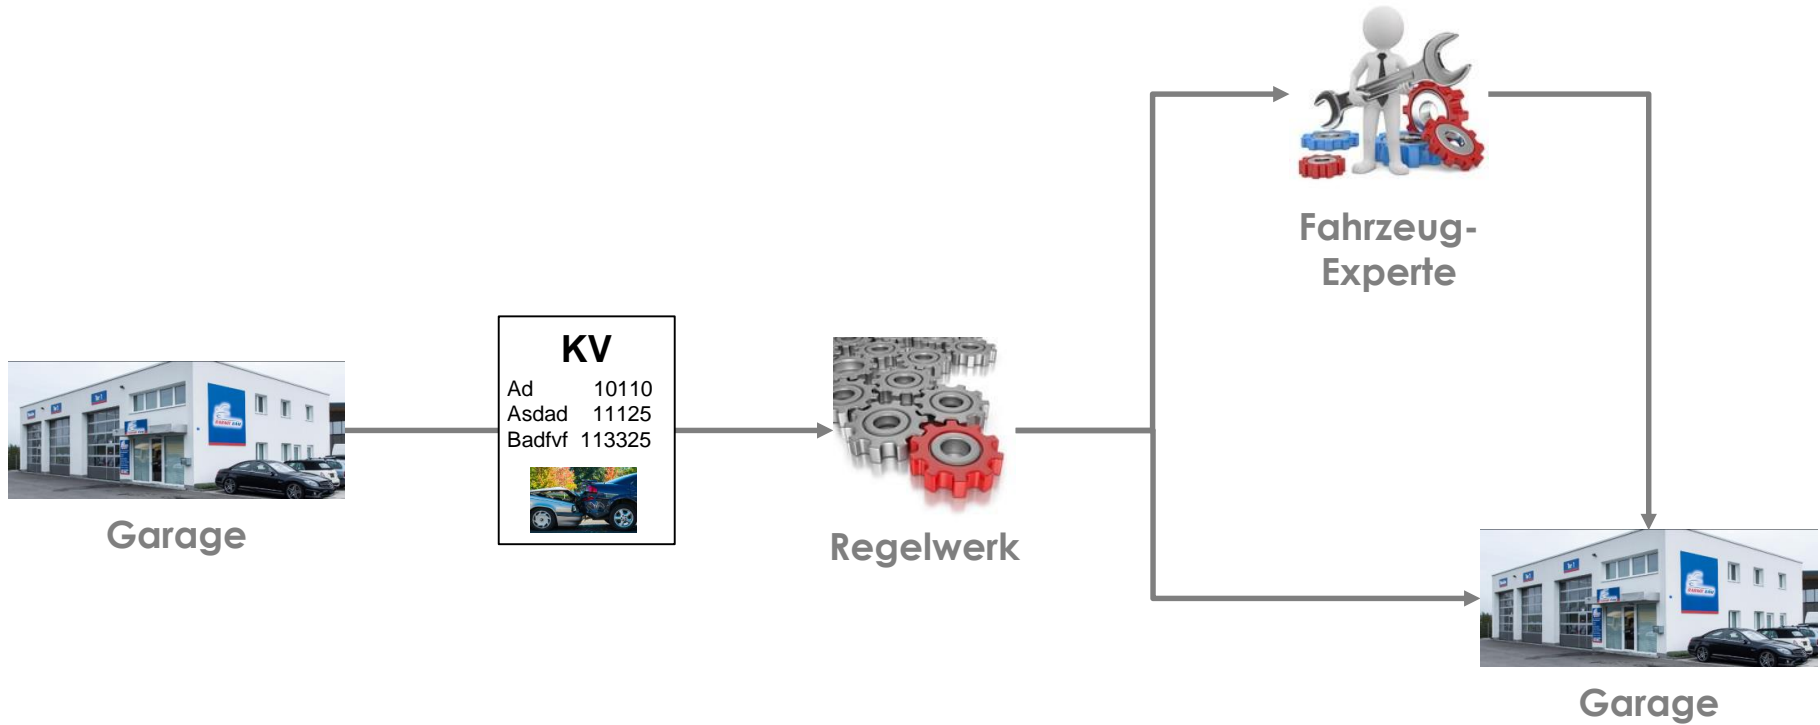 Fahrzeug-
Experte
KV
Ad 10110
Asdad 11125
Badfvf 113325
Garage
Regelwerk
Garage